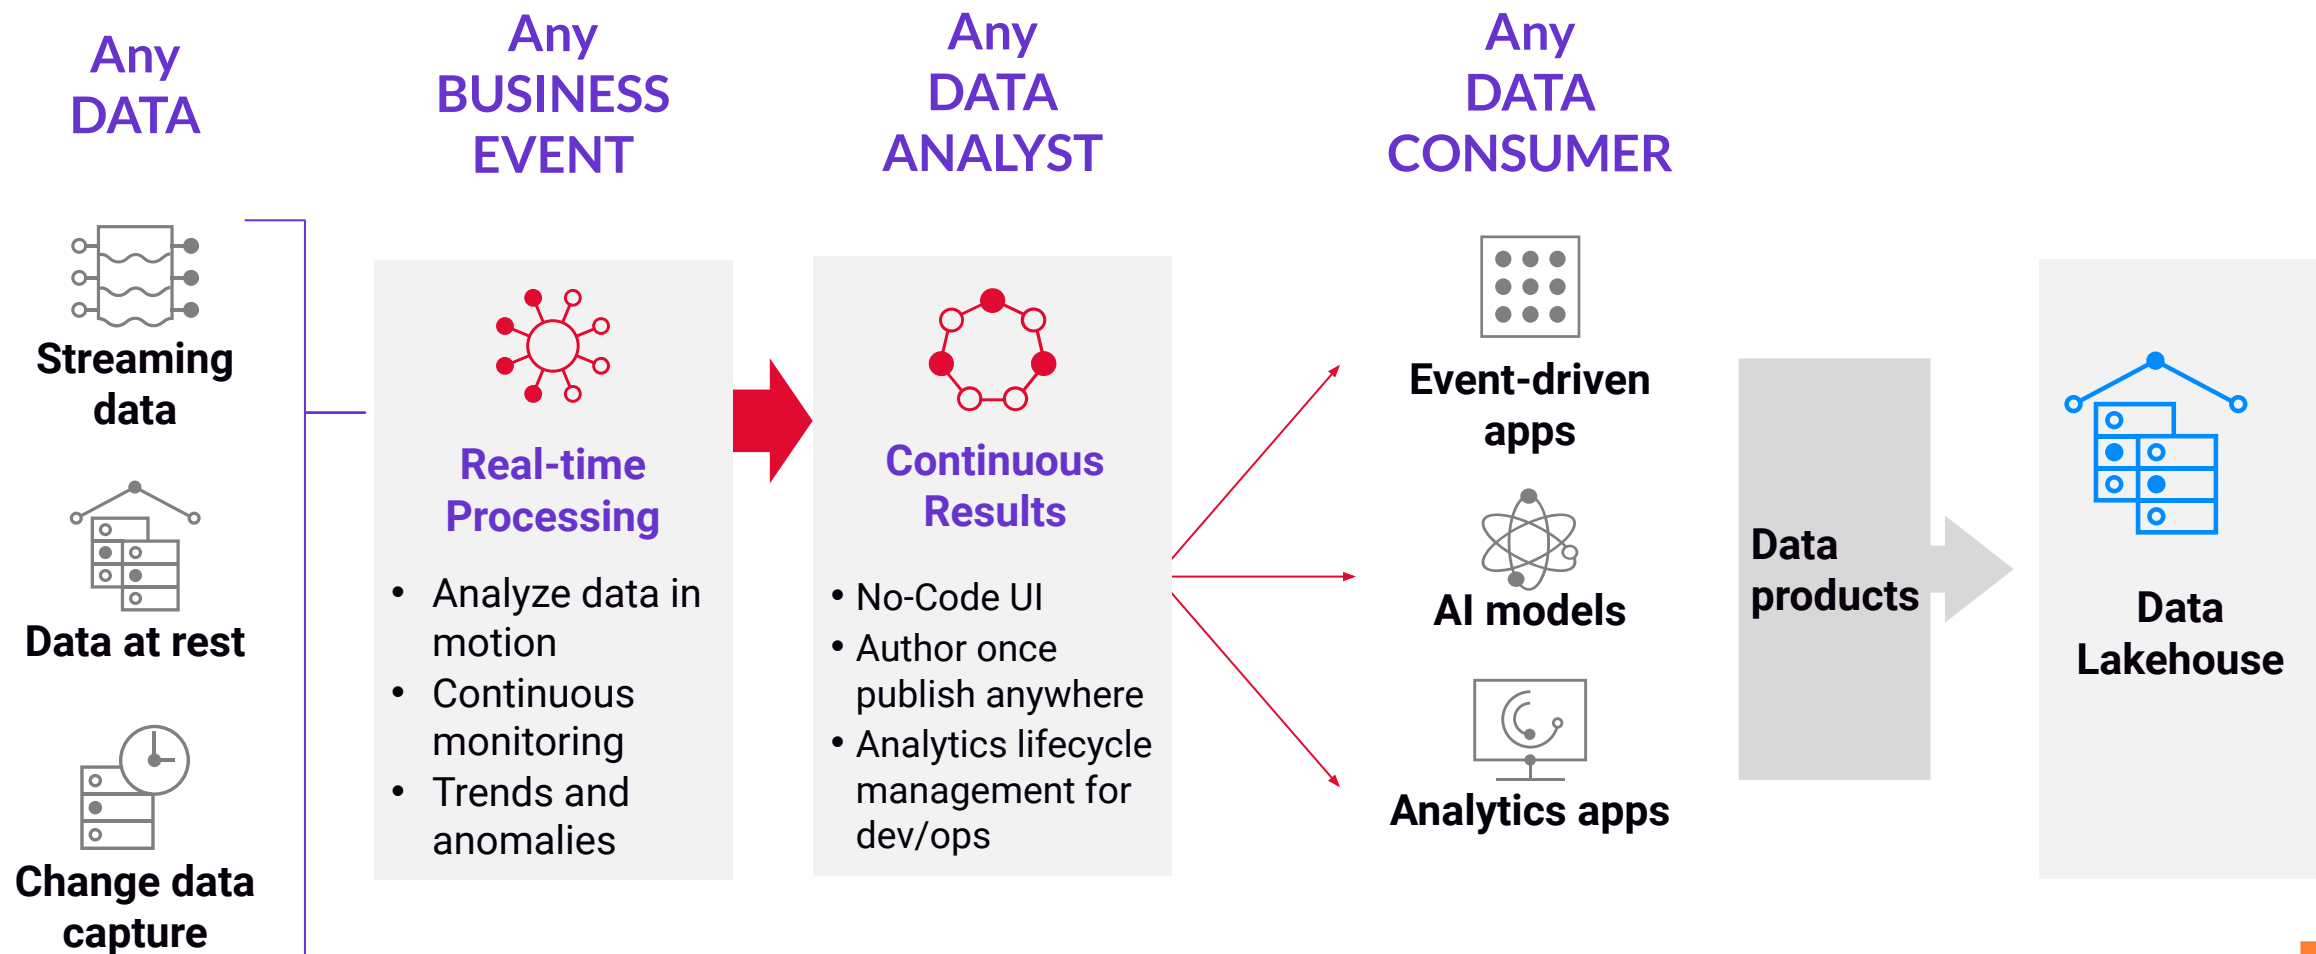 Any
DATA
Any
BUSINESS
EVENT
Any
DATA
ANALYST
Any
DATA
CONSUMER
Streaming
data
Data at rest
Change data
capture
Real-time
Processing
• Analyze data in
motion
• Continuous
monitoring
• Trends and
anomalies
Continuous
Results
• No-Code UI
• Author once
publish anywhere
• Analytics lifecycle
management for
dev/ops
Event-driven
apps
AI models
Analytics apps
Data
products
Data
Lakehouse